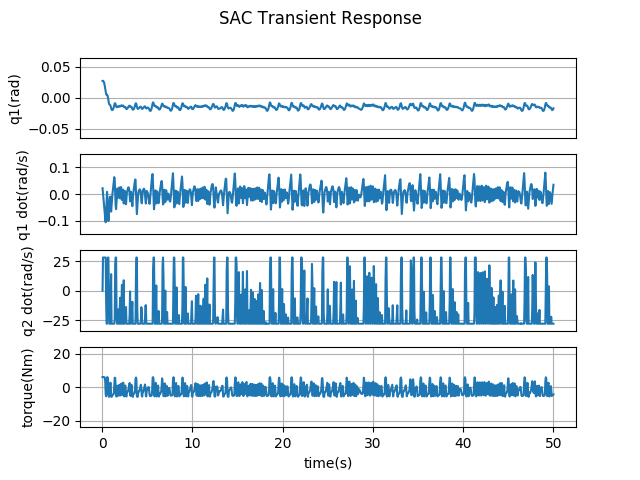 SAC Transient Response
q1(rad)
0.05
0.00
−0.05
q1 dot(rad/s)
0.1
0.0
−0.1
q2 dot(rad/s)
25
0
−25
torque(Nm)
20
0
−20
0 10 20 30 40 50
time(s)